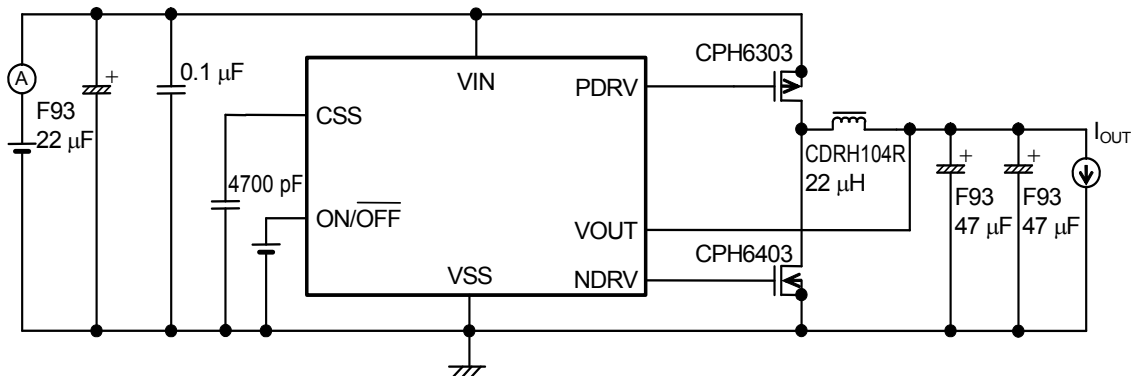 A
+
F93
22 μF
0.1 μF
CSS
4700 pF
ON/OFF
VIN
VSS
PDRV
VOUT
NDRV
CPH6303
CDRH104R
22 μH
CPH6403
+
F93
47 μF
+
F93
47 μF
IOUT